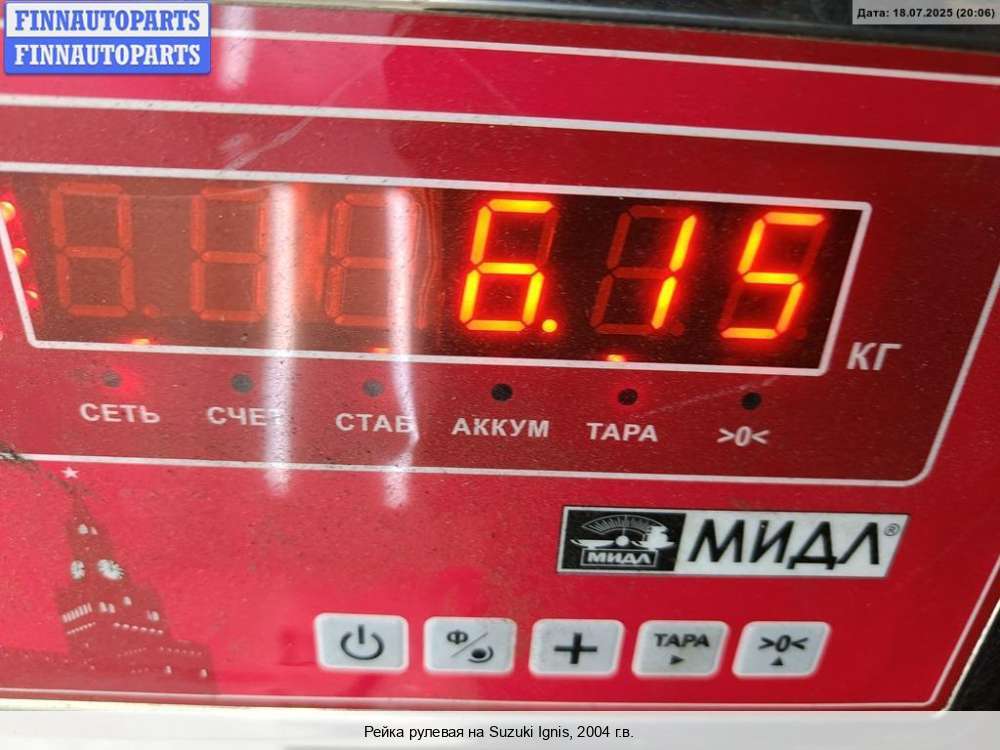 FINNAUTOPARTS
FINNAUTOPARTS
Дата: 18.07.2025 (20:06)
6.15
КГ
СЕТЬ СЧЕТ СТАБ АККУМ ТАРА >0<
МИДЛ МИДЛ®
Ф ТАРА >0<
Рейка рулевая на Suzuki Ignis, 2004 г.в.